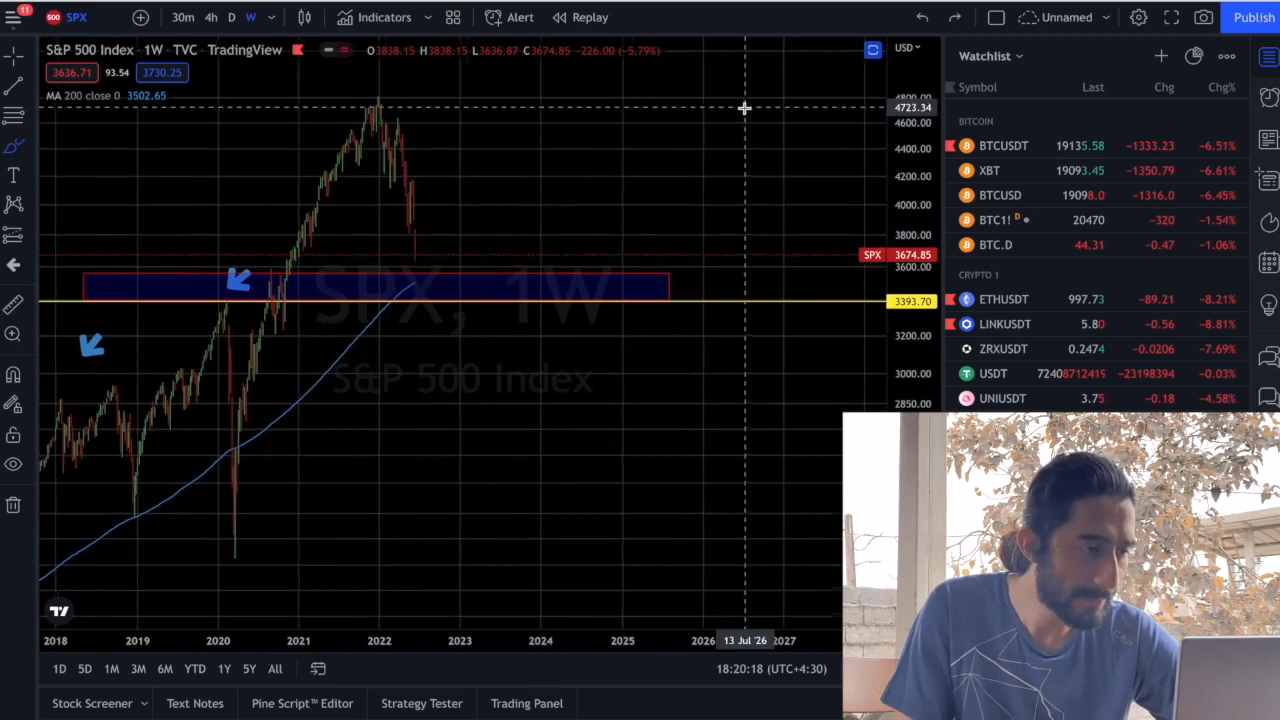 11
500 SPX
30m 4h D W
Indicators
Alert
Replay
Unnamed
Publish
S&P 500 Index · 1W · TVC · TradingView
O3838.15 H3838.15 L3636.87 C3674.85 −226.00 (−5.79%)
USD
3636.71 93.54 3730.25
MA 200 close 0 3502.65
4800.00
4723.34
4600.00
4400.00
4200.00
4000.00
3800.00
SPX 3674.85
3600.00
3393.70
3200.00
3000.00
2850.00
SPX, 1W
S&P 500 Index
2018 2019 2020 2021 2022 2023 2024 2025 2026 13 Jul '26 2027
1D 5D 1M 3M 6M YTD 1Y 5Y All
18:20:18 (UTC+4:30)
Stock Screener Text Notes Pine Script™ Editor Strategy Tester Trading Panel
Watchlist
Symbol Last Chg Chg%
BITCOIN
BTCUSDT 19135.58 −1333.23 −6.51%
XBT 19093.45 −1350.79 −6.61%
BTCUSD 19098.0 −1316.0 −6.45%
BTC1! D 20470 −320 −1.54%
BTC.D 44.31 −0.47 −1.06%
CRYPTO 1
ETHUSDT 997.73 −89.21 −8.21%
LINKUSDT 5.80 −0.56 −8.81%
ZRXUSDT 0.2474 −0.0206 −7.69%
USDT 72408712419 −23198394 −0.03%
UNIUSDT 3.75 −0.18 −4.58%